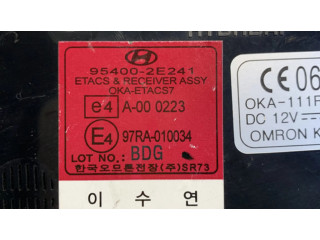 HYUNDAI
95400-2E241
ETACS & RECEIVER ASSY
OKA-ETACS7
e4 A-00 0223
E4 97RA-010034
LOT NO: BDG
한국오므론전장(주)SR73
이수연
CE 06
OKA-111F
DC 12V
OMRON K